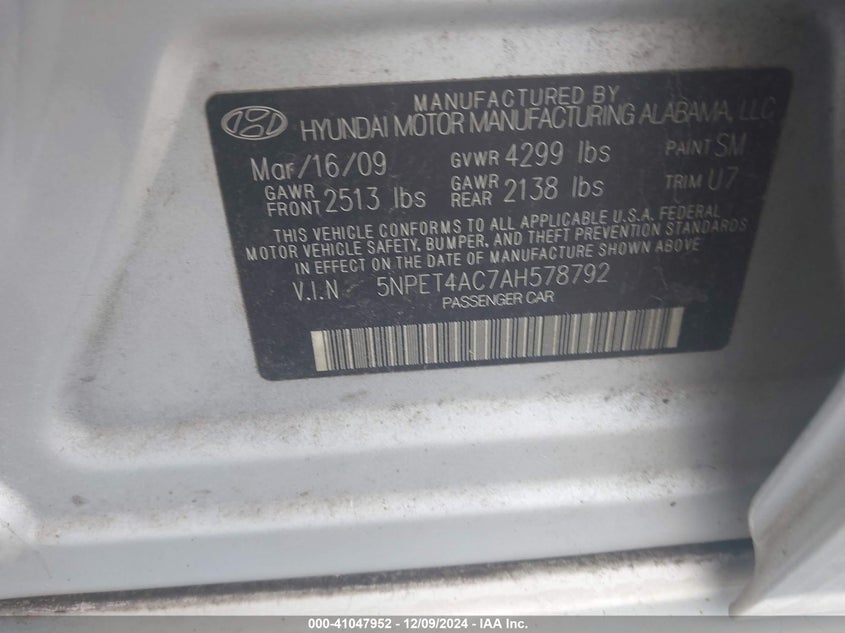 MANUFACTURED BY
HYUNDAI MOTOR MANUFACTURING ALABAMA, LLC
Mar/16/09 GVWR 4299 lbs PAINT SM
GAWR FRONT 2513 lbs GAWR REAR 2138 lbs TRIM U7
THIS VEHICLE CONFORMS TO ALL APPLICABLE U.S.A. FEDERAL
MOTOR VEHICLE SAFETY, BUMPER, AND THEFT PREVENTION STANDARDS
IN EFFECT ON THE DATE OF MANUFACTURE SHOWN ABOVE
V.I.N 5NPET4AC7AH578792
PASSENGER CAR
000-41047952 - 12/09/2024 - IAA Inc.